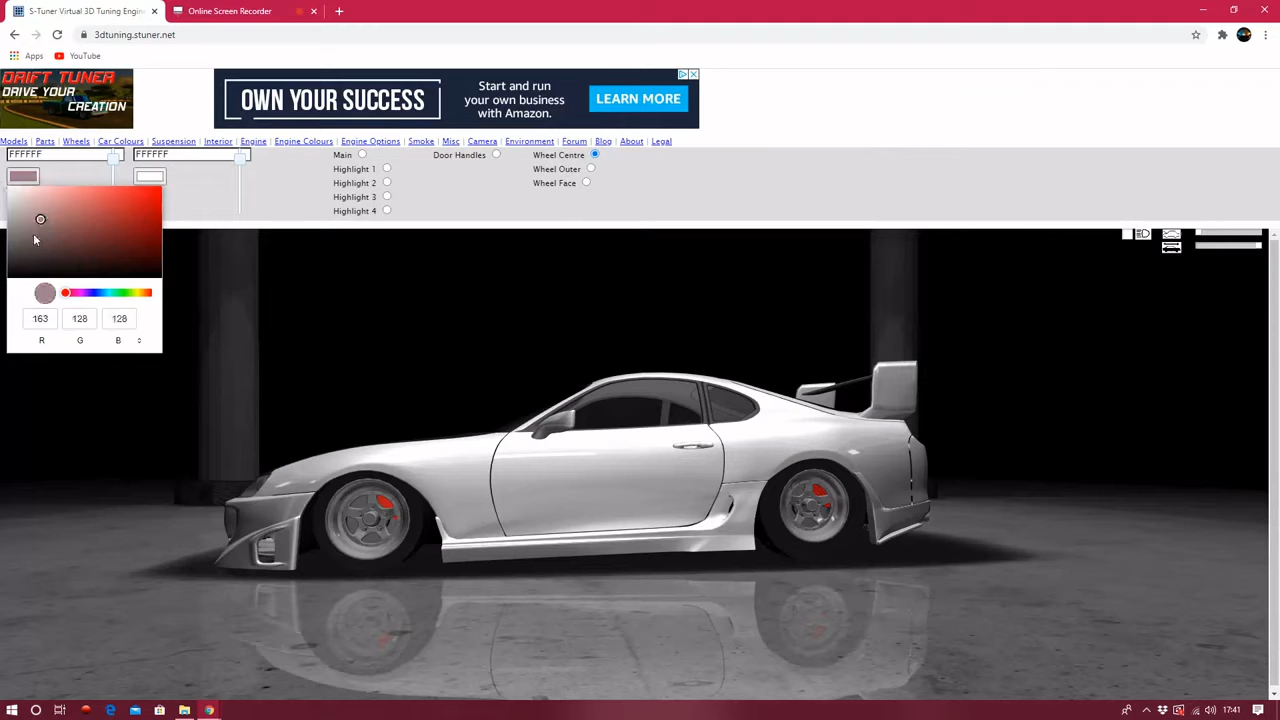 S-Tuner Virtual 3D Tuning Engin
Online Screen Recorder
3dtuning.stuner.net
Apps
YouTube
DRIFT TUNER
DRIVE YOUR
CREATION
OWN YOUR SUCCESS
Start and run
your own business
with Amazon.
LEARN MORE
Models | Parts | Wheels | Car Colours | Suspension | Interior | Engine | Engine Colours | Engine Options | Smoke | Misc | Camera | Environment | Forum | Blog | About | Legal
FFFFFF
FFFFFF
Main
Door Handles
Wheel Centre
Highlight 1
Wheel Outer
Highlight 2
Wheel Face
Highlight 3
Highlight 4
163
128
128
R
G
B
17:41